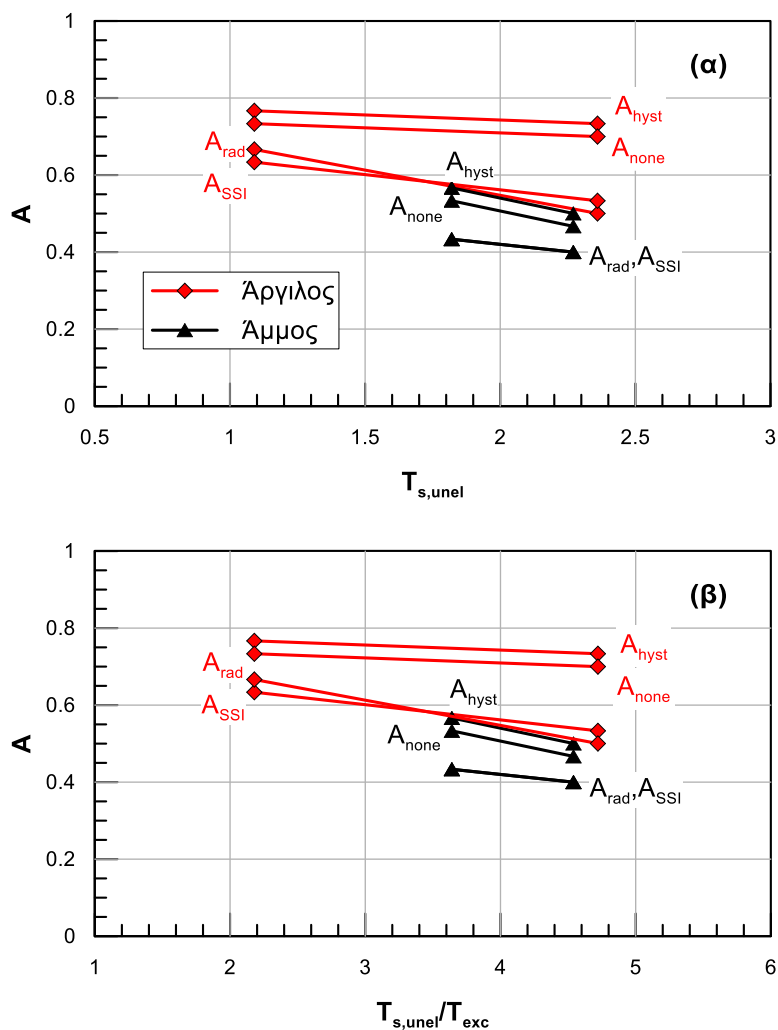 1
(α)
0.8
A_hyst
A_rad
A_none
A_hyst
0.6
A_SSI
A_none
A
0.4
A_rad,A_SSI
Άργιλος
Άμμος
0.2
0
0.5 1 1.5 2 2.5 3
T_s,unel
1
(β)
0.8
A_hyst
A_rad
A_none
A_hyst
0.6
A_SSI
A_none
A
0.4
A_rad,A_SSI
0.2
0
1 2 3 4 5 6
T_s,unel/T_exc